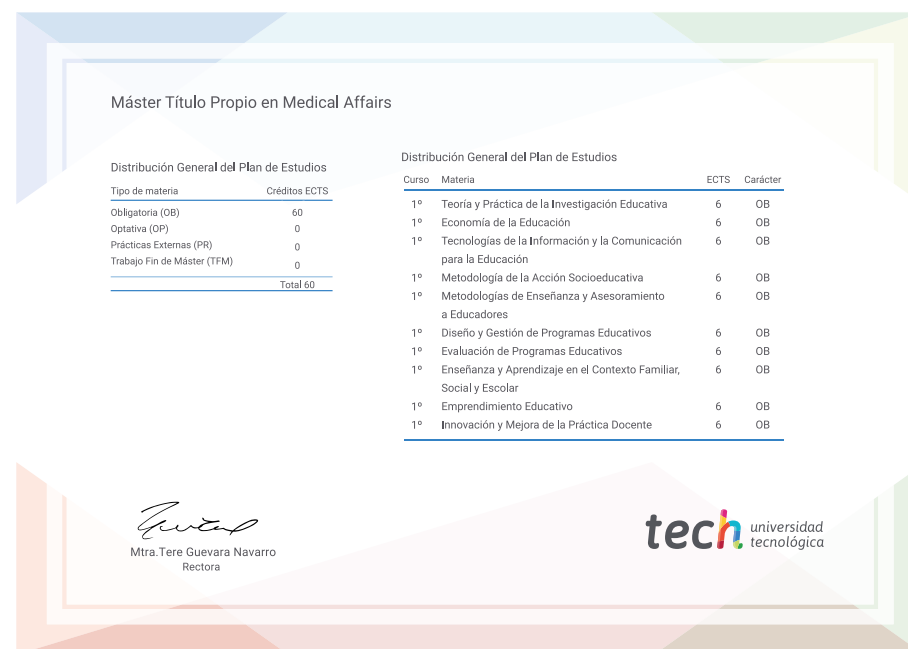 Máster Título Propio en Medical Affairs
Distribución General del Plan de Estudios
Tipo de materia Créditos ECTS
Obligatoria (OB) 60
Optativa (OP) 0
Prácticas Externas (PR) 0
Trabajo Fin de Máster (TFM) 0
Total 60
Distribución General del Plan de Estudios
Curso Materia ECTS Carácter
1º Teoría y Práctica de la Investigación Educativa 6 OB
1º Economía de la Educación 6 OB
1º Tecnologías de la Información y la Comunicación 6 OB
para la Educación
1º Metodología de la Acción Socioeducativa 6 OB
1º Metodologías de Enseñanza y Asesoramiento 6 OB
a Educadores
1º Diseño y Gestión de Programas Educativos 6 OB
1º Evaluación de Programas Educativos 6 OB
1º Enseñanza y Aprendizaje en el Contexto Familiar, 6 OB
Social y Escolar
1º Emprendimiento Educativo 6 OB
1º Innovación y Mejora de la Práctica Docente 6 OB
Mtra.Tere Guevara Navarro
Rectora
tech universidad
tecnológica